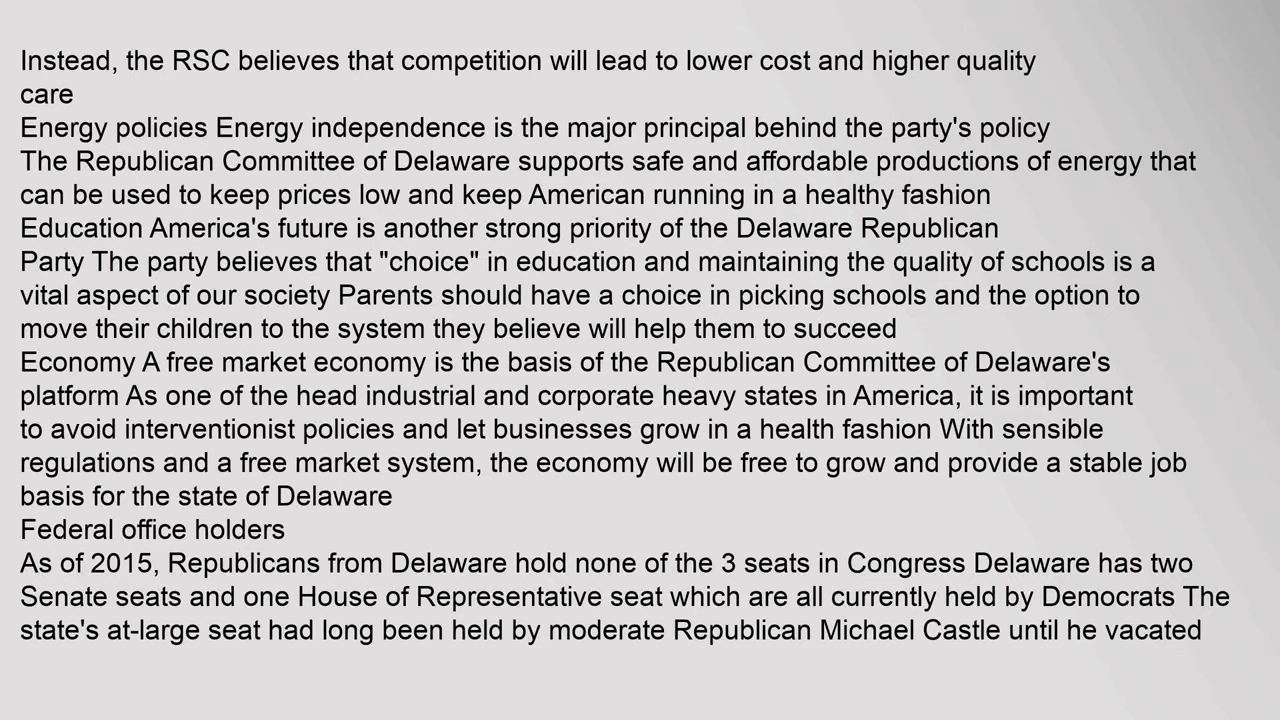 Instead, the RSC believes that competition will lead to lower cost and higher quality
care
Energy policies Energy independence is the major principal behind the party's policy
The Republican Committee of Delaware supports safe and affordable productions of energy that
can be used to keep prices low and keep American running in a healthy fashion
Education America's future is another strong priority of the Delaware Republican
Party The party believes that "choice" in education and maintaining the quality of schools is a
vital aspect of our society Parents should have a choice in picking schools and the option to
move their children to the system they believe will help them to succeed
Economy A free market economy is the basis of the Republican Committee of Delaware's
platform As one of the head industrial and corporate heavy states in America, it is important
to avoid interventionist policies and let businesses grow in a health fashion With sensible
regulations and a free market system, the economy will be free to grow and provide a stable job
basis for the state of Delaware
Federal office holders
As of 2015, Republicans from Delaware hold none of the 3 seats in Congress Delaware has two
Senate seats and one House of Representative seat which are all currently held by Democrats The
state's at-large seat had long been held by moderate Republican Michael Castle until he vacated